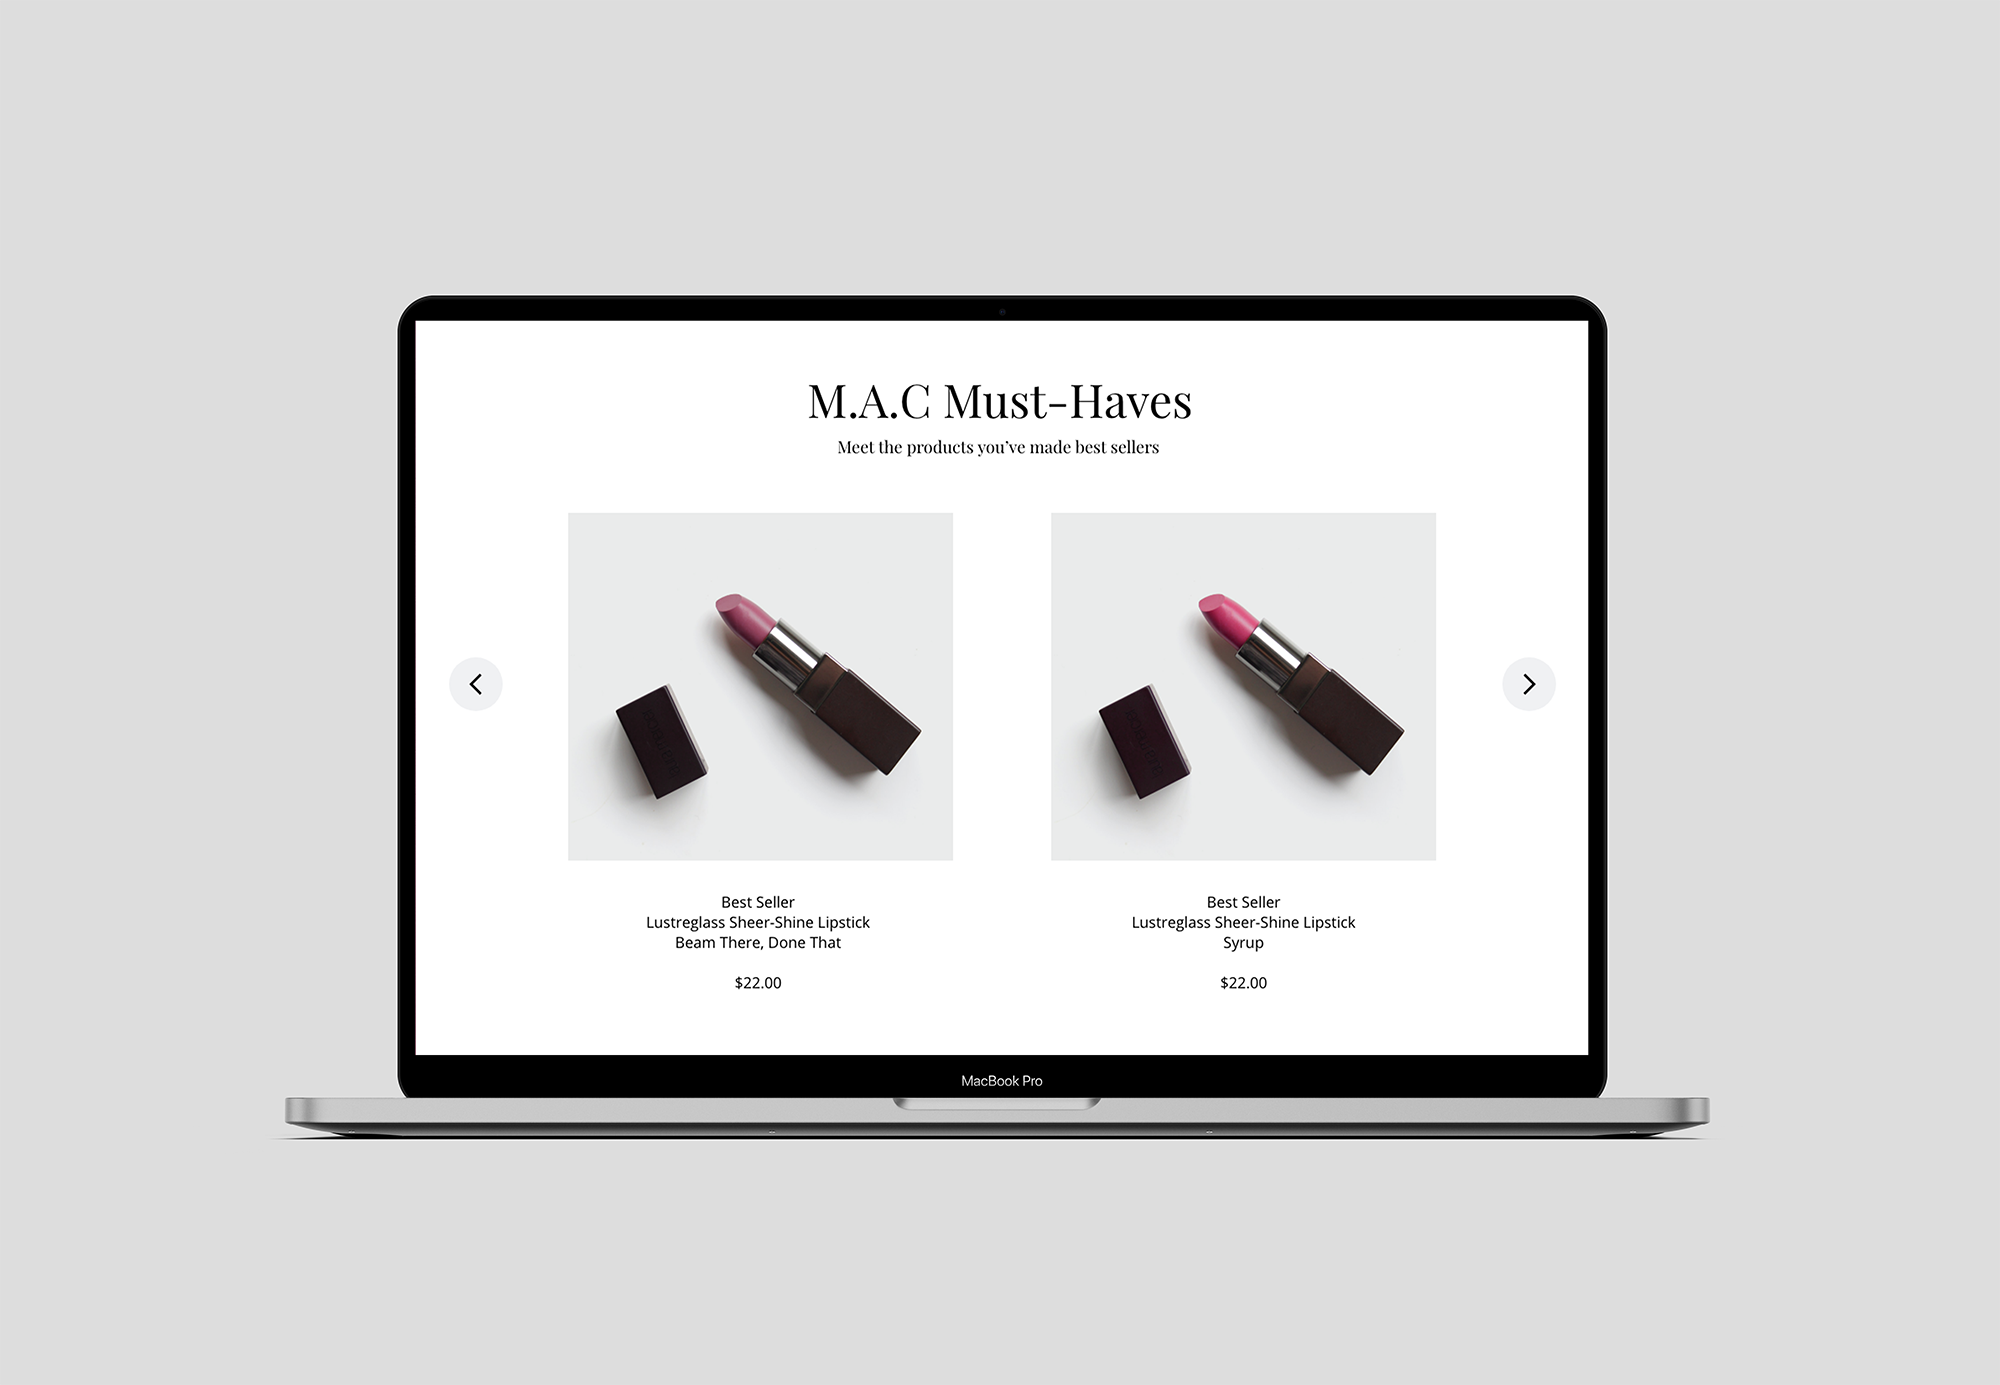 M.A.C Must-Haves
Meet the products you've made best sellers
Best Seller
Lustreglass Sheer-Shine Lipstick
Beam There, Done That
$22.00
Best Seller
Lustreglass Sheer-Shine Lipstick
Syrup
$22.00
MacBook Pro